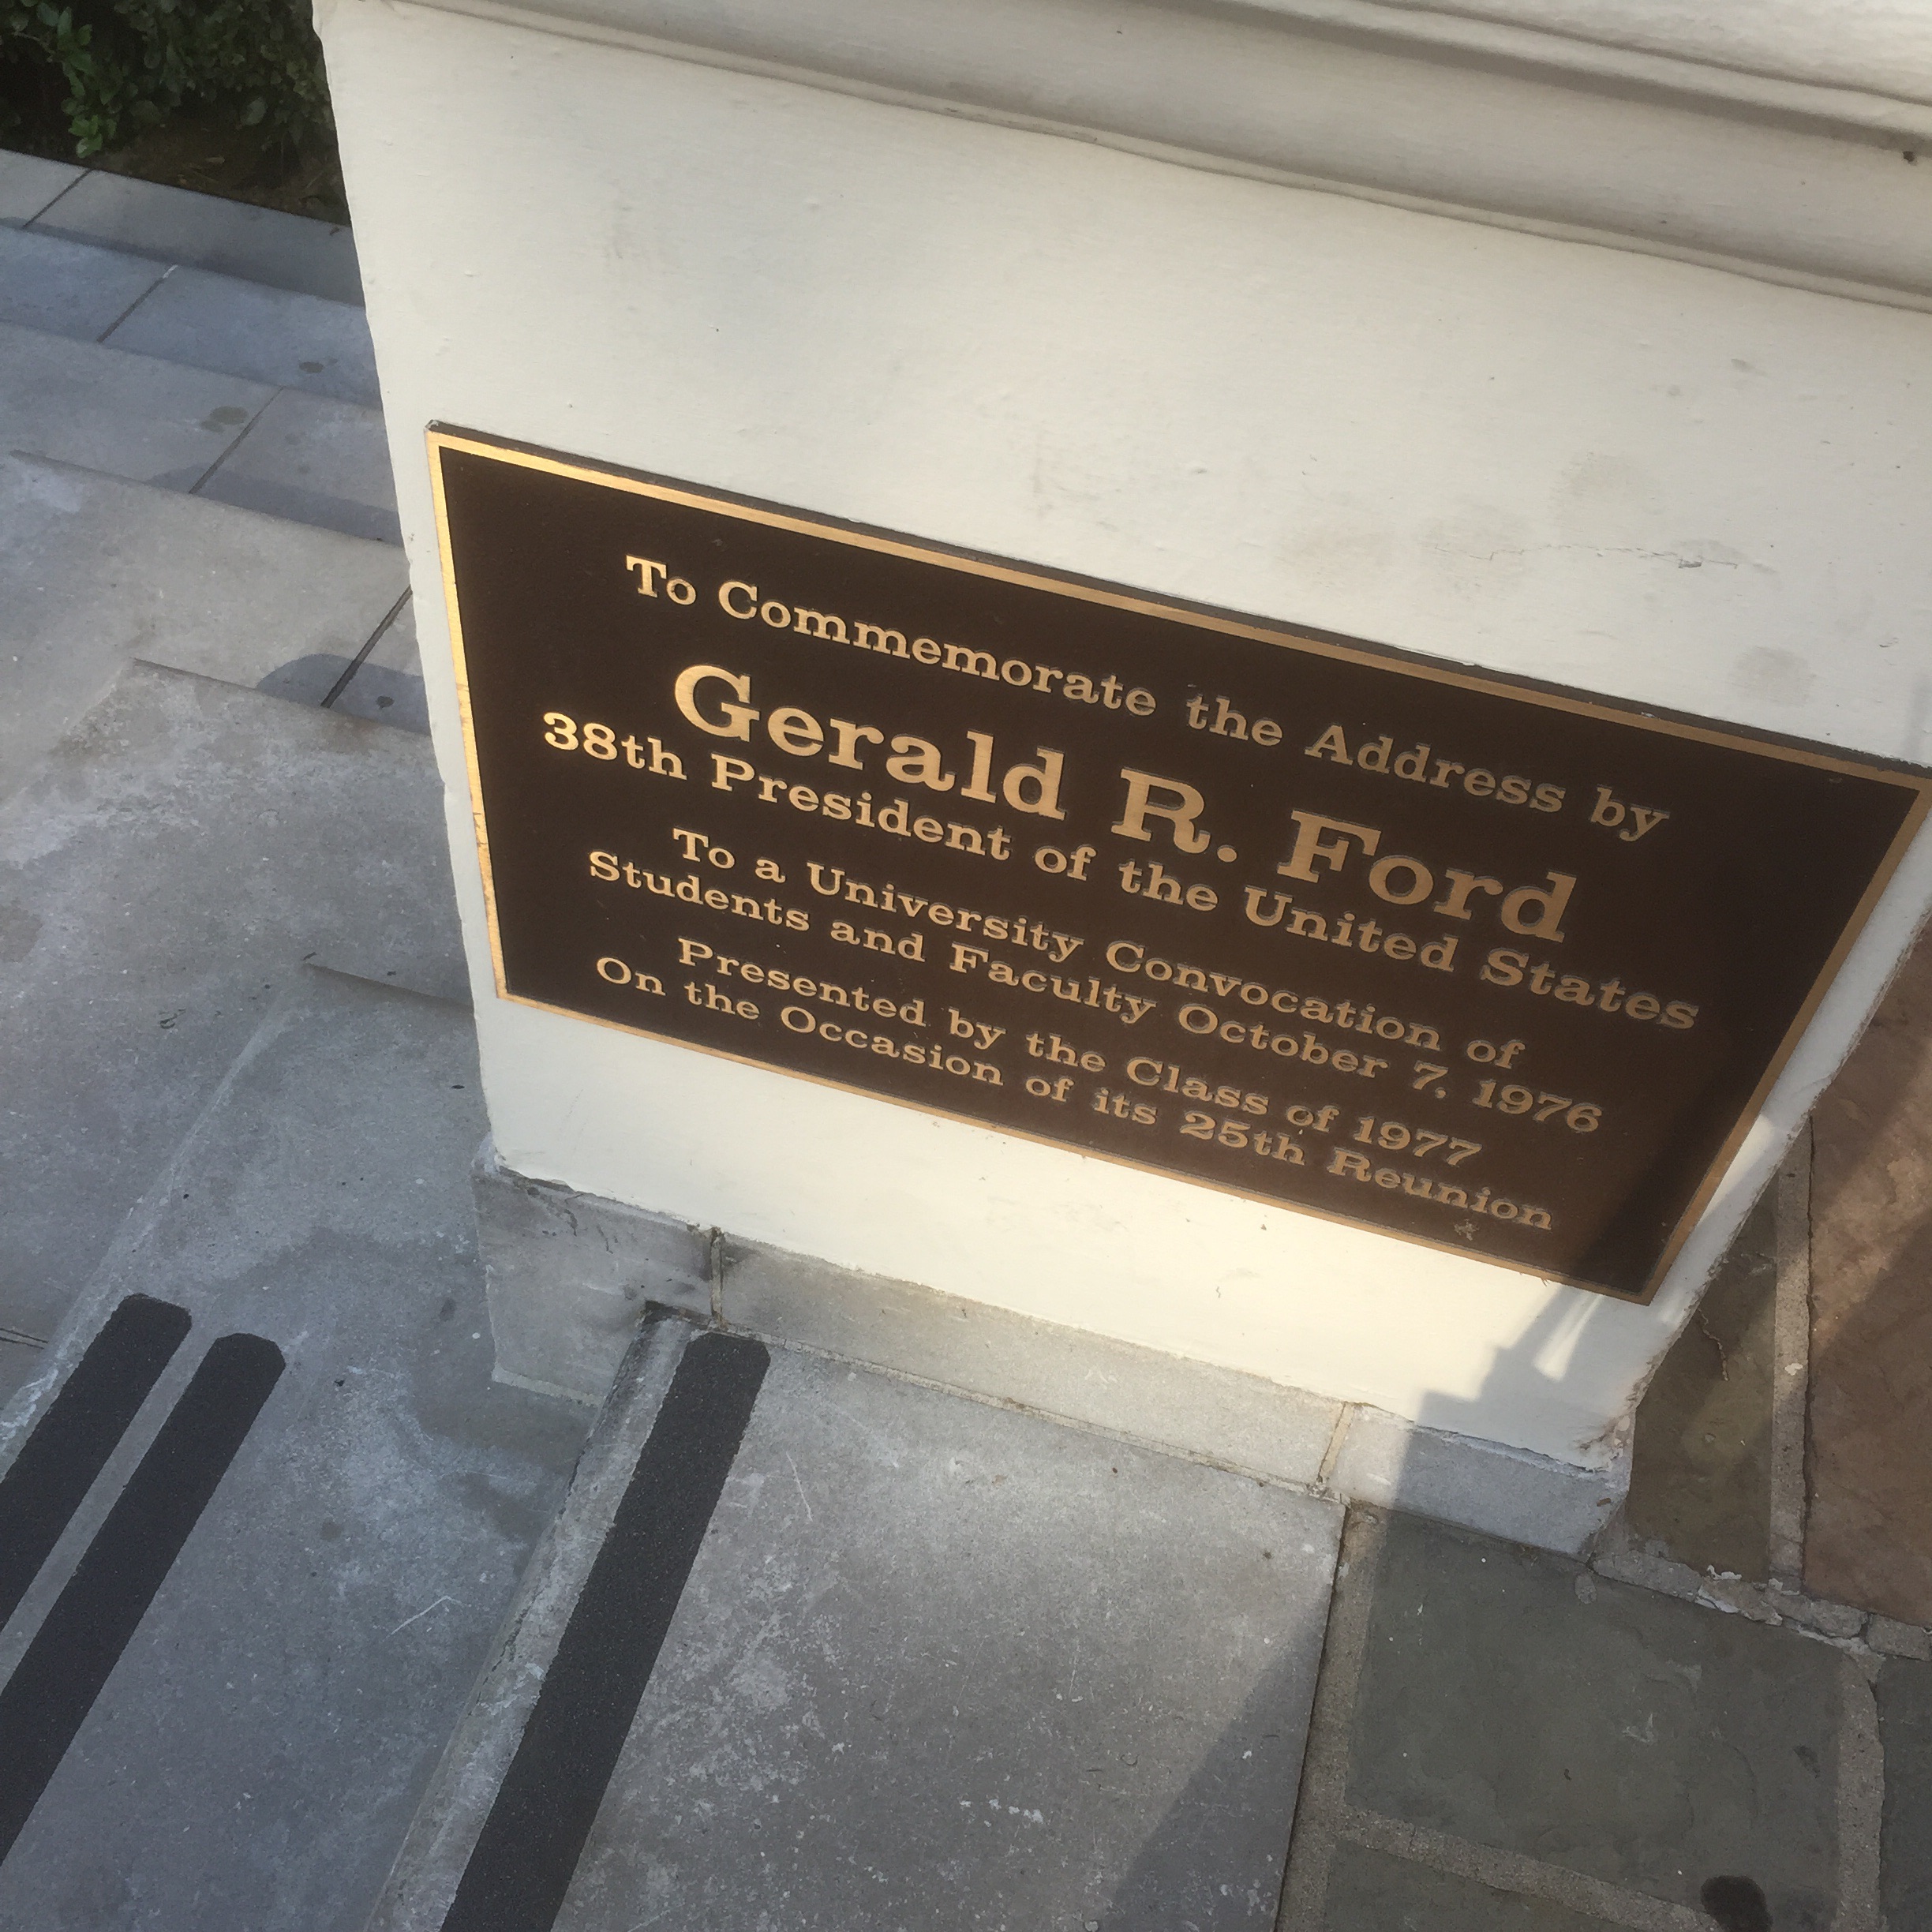 To Commemorate the Address by
Gerald R. Ford
38th President of the United States
To a University Convocation of
Students and Faculty October 7, 1976
Presented by the Class of 1977
On the Occasion of its 25th Reunion